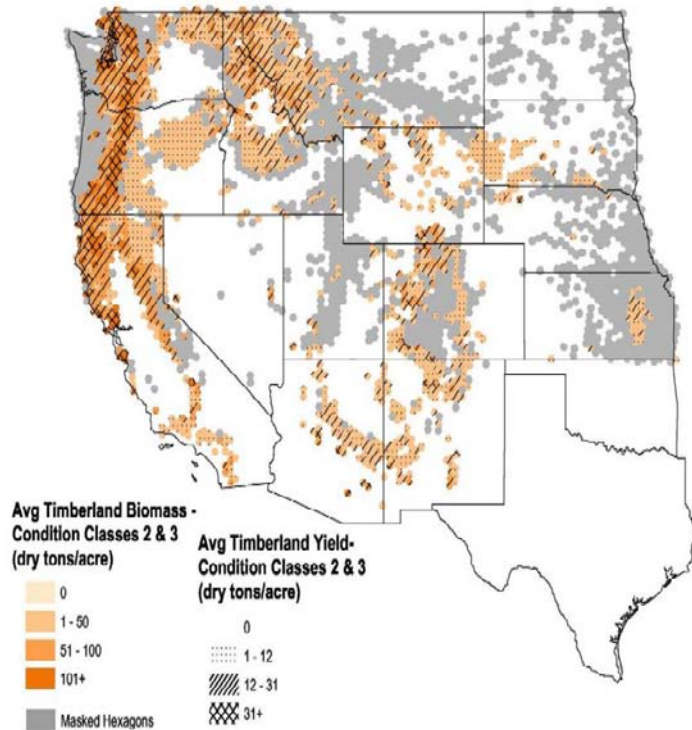 Avg Timberland Biomass -
Condition Classes 2 & 3
(dry tons/acre)
0
1 - 50
51 - 100
101+
Masked Hexagons
Avg Timberland Yield-
Condition Classes 2 & 3
(dry tons/acre)
0
1 - 12
12 - 31
31+